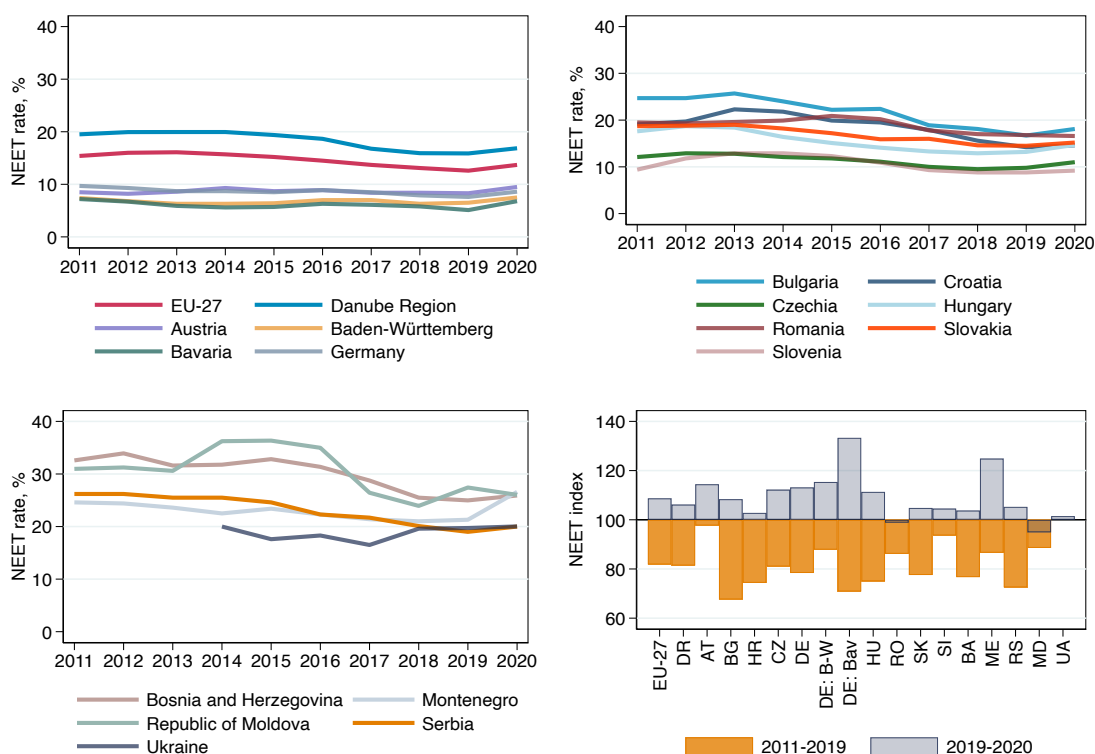 NEET rate, %
40
30
20
10
0
2011 2012 2013 2014 2015 2016 2017 2018 2019 2020
EU-27 Danube Region
Austria Baden-Württemberg
Bavaria Germany
NEET rate, %
40
30
20
10
0
2011 2012 2013 2014 2015 2016 2017 2018 2019 2020
Bulgaria Croatia
Czechia Hungary
Romania Slovakia
Slovenia
NEET rate, %
40
30
20
10
0
2011 2012 2013 2014 2015 2016 2017 2018 2019 2020
Bosnia and Herzegovina Montenegro
Republic of Moldova Serbia
Ukraine
NEET index
140
120
100
80
60
EU-27 DR AT BG HR CZ DE DE: B-W DE: Bav HU RO SK SI BA ME RS MD UA
2011-2019 2019-2020